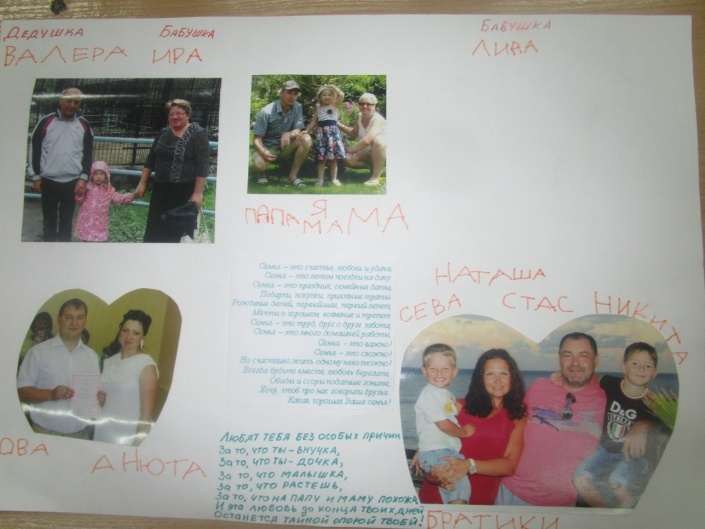 ДЕДУШКА БАБУШКА БАБУШКА
ВАЛЕРА ИРА ЛИРА
ПАПА Я МАМА
Семья – это счастье, любовь и удача,
Семья – это летом поездки на дачу.
Семья – это праздник, семейные даты,
Подарки, покупки, приятные траты.
Рождение детей, первый шаг, первый лепет,
Мечты о хорошем, волнение и трепет.
Семья – это труд, друг о друге забота,
Семья – это много домашней работы.
Семья – это важно!
Семья – это сложно!
Но счастливо жить одному невозможно!
Всегда будьте вместе, любовь берегите,
Обиды и ссоры подальше гоните,
Хочу, чтоб про нас говорили друзья:
Какая хорошая Ваша семья!
НАТАША
СЕВА СТАС НИКИТА
D&G
ОВА АНЮТА
ЛЮБЯТ ТЕБЯ БЕЗ ОСОБЫХ ПРИЧИН
ЗА ТО, ЧТО ТЫ - ВНУЧКА,
ЗА ТО, ЧТО ТЫ - ДОЧКА,
ЗА ТО, ЧТО МАЛЫШКА,
ЗА ТО, ЧТО РАСТЕШЬ,
ЗА ТО, ЧТО НА ПАПУ И МАМУ ПОХОЖА
И ЭТА ЛЮБОВЬ ДО КОНЦА ТВОИХ ДНЕЙ
ОСТАНЕТСЯ ТАЙНОЙ ОПОРОЙ ТВОЕЙ!
БРАТИКИ